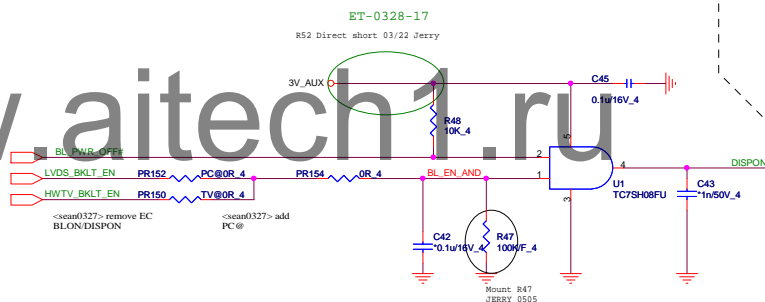 ET-0328-17
R52 Direct short 03/22 Jerry
3V_AUX
C45
0.1u/16V_4
R48
10K_4
w.aitech1.ru
BL_PWR_OFF#
2
5
4
DISPON
LVDS_BKLT_EN
PR152
PC@0R_4
PR154
0R_4
BL_EN_AND
1
U1
TC7SH08FU
C43
*1n/50V_4
HWTV_BKLT_EN
PR150
TV@0R_4
3
<sean0327> remove EC
BLON/DISPON
<sean0327> add
PC@
C42
*0.1u/16V_4
R47
100K/F_4
Mount R47
JERRY 0505